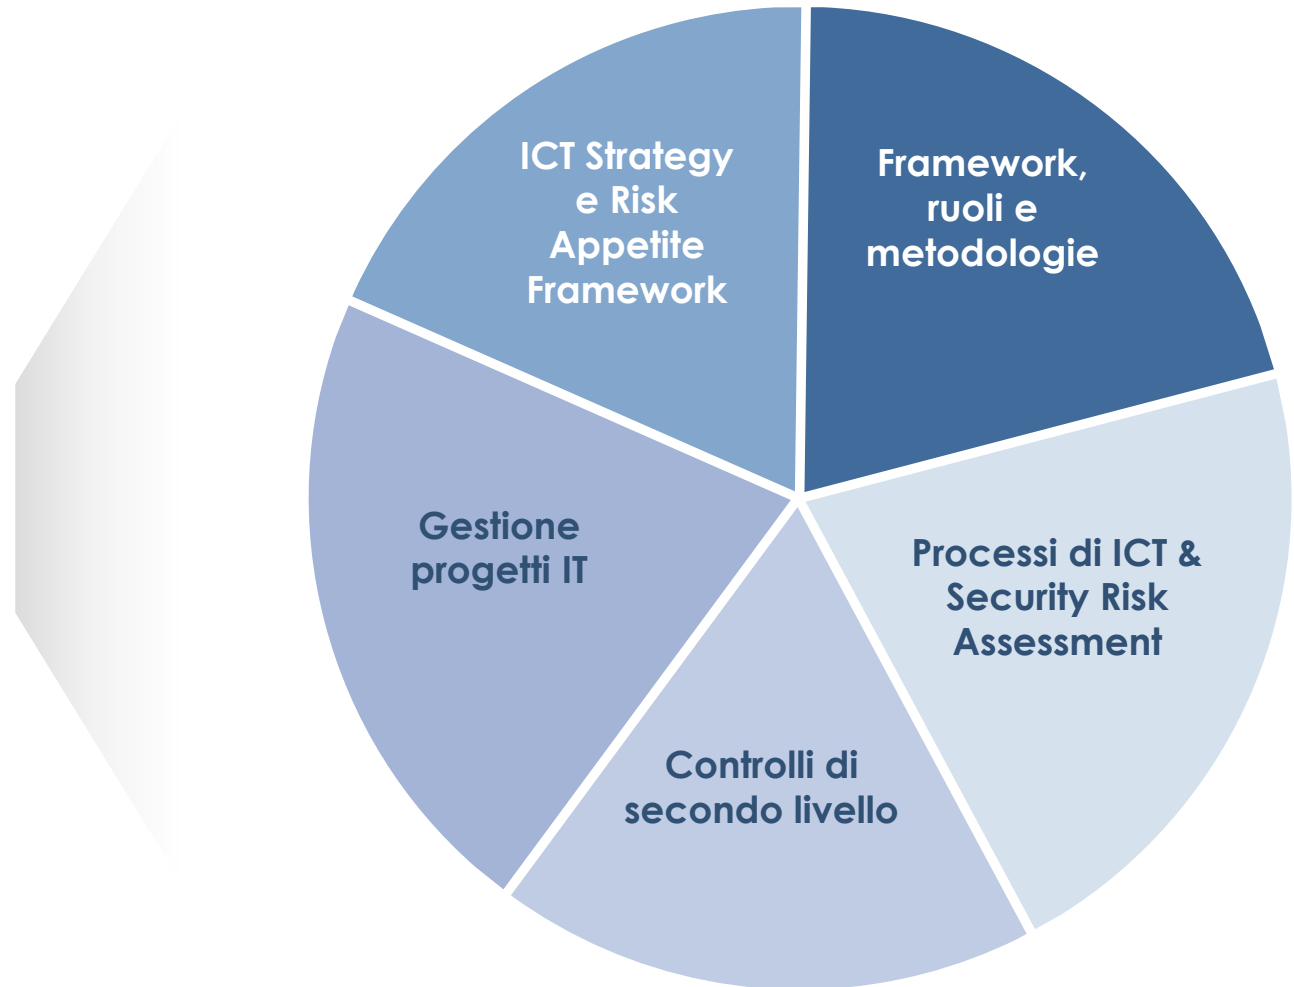 ICT Strategy
e Risk
Appetite
Framework
Framework,
ruoli e
metodologie
Gestione
progetti IT
Processi di ICT &
Security Risk
Assessment
Controlli di
secondo livello